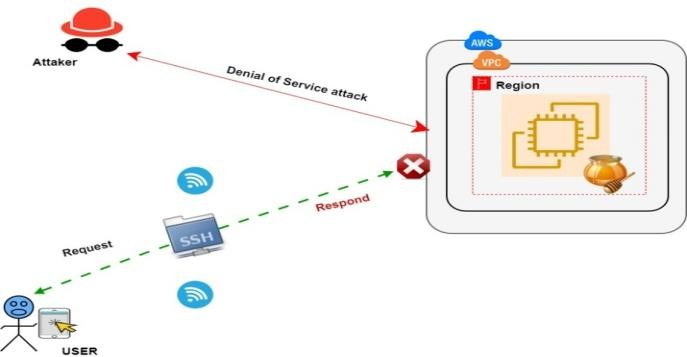 Attaker
Denial of Service attack
AWS
VPC
Region
Respond
SSH
Request
USER